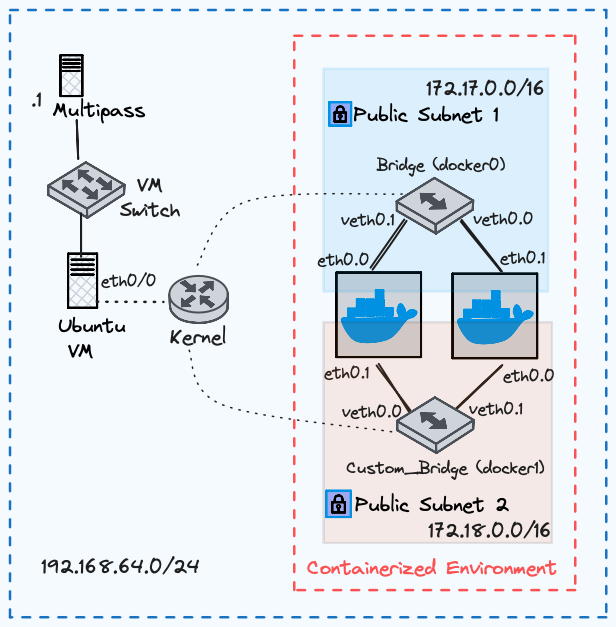 172.17.0.0/16
Public Subnet 1
.1 Multipass
Bridge (docker0)
VM
Switch
veth0.1
veth0.0
eth0.0
eth0.1
eth0/0
Ubuntu
VM
Kernel
eth0.1
eth0.0
veth0.0
veth0.1
Custom_Bridge (docker1)
Public Subnet 2
172.18.0.0/16
192.168.64.0/24
Containerized Environment